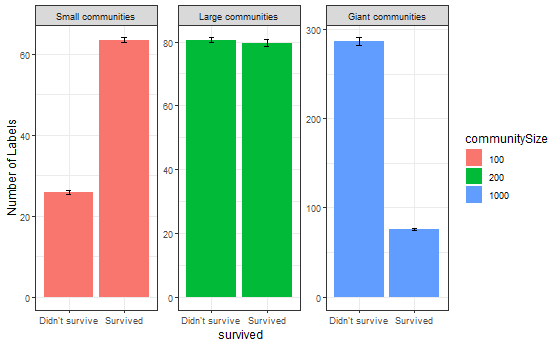 Small communities
Large communities
Giant communities
Number of Labels
60
40
20
0
80
60
40
20
0
300
200
100
0
Didn't survive
Survived
Didn't survive
Survived
Didn't survive
Survived
survived
communitySize
100
200
1000